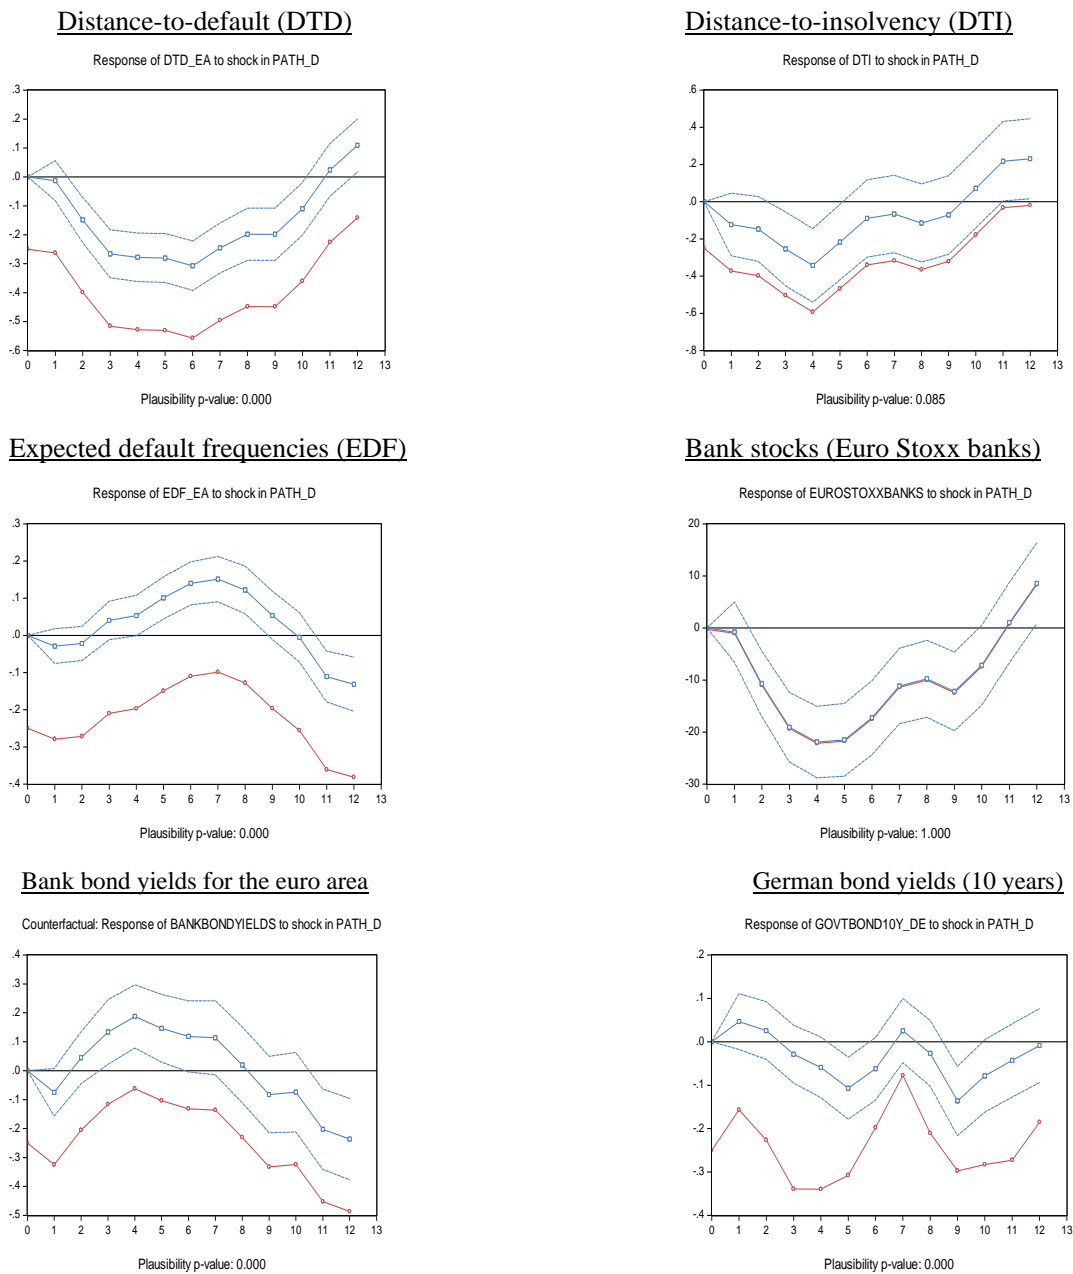 Distance-to-default (DTD)
Response of DTD_EA to shock in PATH_D
.3
.2
.1
.0
-.1
-.2
-.3
-.4
-.5
-.6
0 1 2 3 4 5 6 7 8 9 10 11 12 13
Plausibility p-value: 0.000
Distance-to-insolvency (DTI)
Response of DTI to shock in PATH_D
.6
.4
.2
.0
-.2
-.4
-.6
-.8
0 1 2 3 4 5 6 7 8 9 10 11 12 13
Plausibility p-value: 0.085
Expected default frequencies (EDF)
Response of EDF_EA to shock in PATH_D
.3
.2
.1
.0
-.1
-.2
-.3
-.4
0 1 2 3 4 5 6 7 8 9 10 11 12 13
Plausibility p-value: 0.000
Bank stocks (Euro Stoxx banks)
Response of EUROSTOXXBANKS to shock in PATH_D
20
10
0
-10
-20
-30
0 1 2 3 4 5 6 7 8 9 10 11 12 13
Plausibility p-value: 1.000
Bank bond yields for the euro area
Counterfactual: Response of BANKBONDYIELDS to shock in PATH_D
.4
.3
.2
.1
.0
-.1
-.2
-.3
-.4
-.5
0 1 2 3 4 5 6 7 8 9 10 11 12 13
Plausibility p-value: 0.000
German bond yields (10 years)
Response of GOVTBOND10Y_DE to shock in PATH_D
.2
.1
.0
-.1
-.2
-.3
-.4
0 1 2 3 4 5 6 7 8 9 10 11 12 13
Plausibility p-value: 0.000